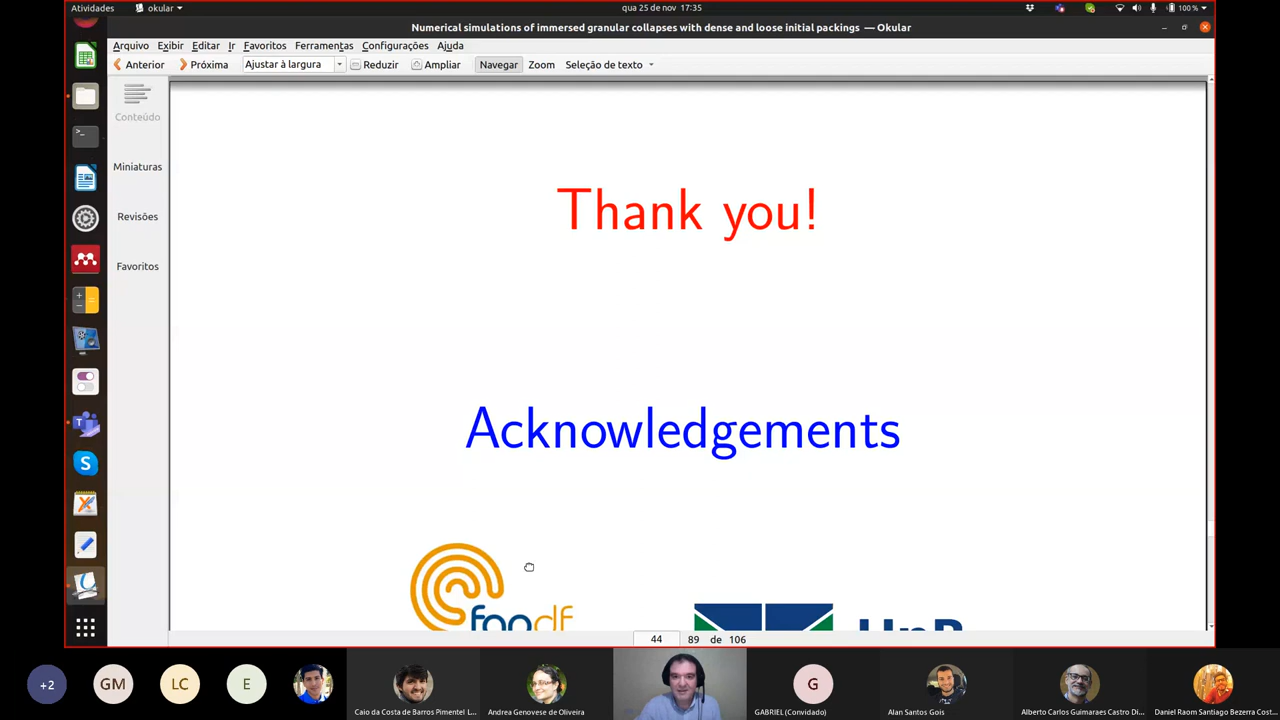 Atividades
okular
qua 25 de nov 17:35
100 %
Numerical simulations of immersed granular collapses with dense and loose initial packings — Okular
Arquivo Exibir Editar Ir Favoritos Ferramentas Configurações Ajuda
Anterior Próxima Ajustar à largura Reduzir Ampliar Navegar Zoom Seleção de texto
Conteúdo
Miniaturas
Revisões
Favoritos
Thank you!
Acknowledgements
fapdf
UnB
44 89 de 106
+2 GM LC E G
Caio da Costa de Barros Pimentel L... Andrea Genovese de Oliveira GABRIEL (Convidado) Alan Santos Gois Alberto Carlos Guimaraes Castro Di... Daniel Raom Santiago Bezerra Cost...